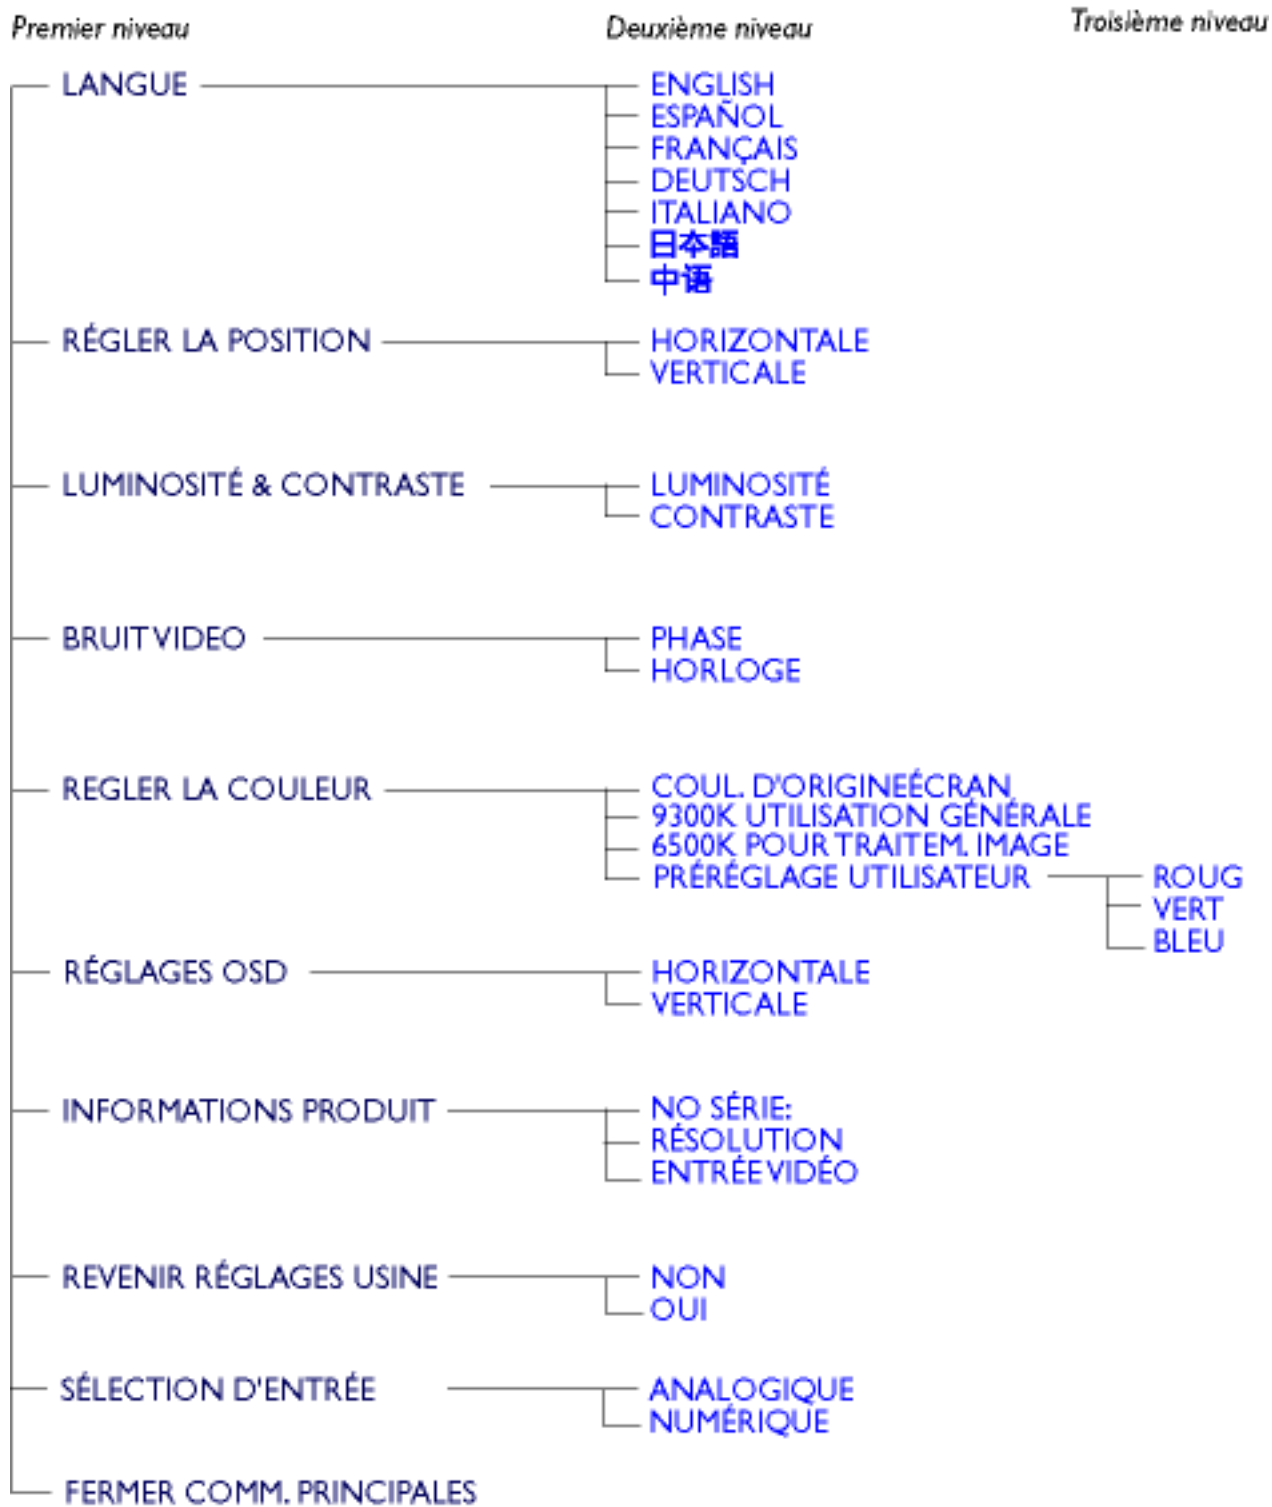 Premier niveau Deuxième niveau Troisième niveau
LANGUE ENGLISH
ESPAÑOL
FRANÇAIS
DEUTSCH
ITALIANO
日本語
中语
RÉGLER LA POSITION HORIZONTALE
VERTICALE
LUMINOSITÉ & CONTRASTE LUMINOSITÉ
CONTRASTE
BRUIT VIDEO PHASE
HORLOGE
REGLER LA COULEUR COUL. D'ORIGINEÉCRAN
9300K UTILISATION GÉNÉRALE
6500K POUR TRAITEM. IMAGE
PRÉRÉGLAGE UTILISATEUR ROUG
VERT
BLEU
RÉGLAGES OSD HORIZONTALE
VERTICALE
INFORMATIONS PRODUIT NO SÉRIE:
RÉSOLUTION
ENTRÉE VIDÉO
REVENIR RÉGLAGES USINE NON
OUI
SÉLECTION D'ENTRÉE ANALOGIQUE
NUMÉRIQUE
FERMER COMM. PRINCIPALES